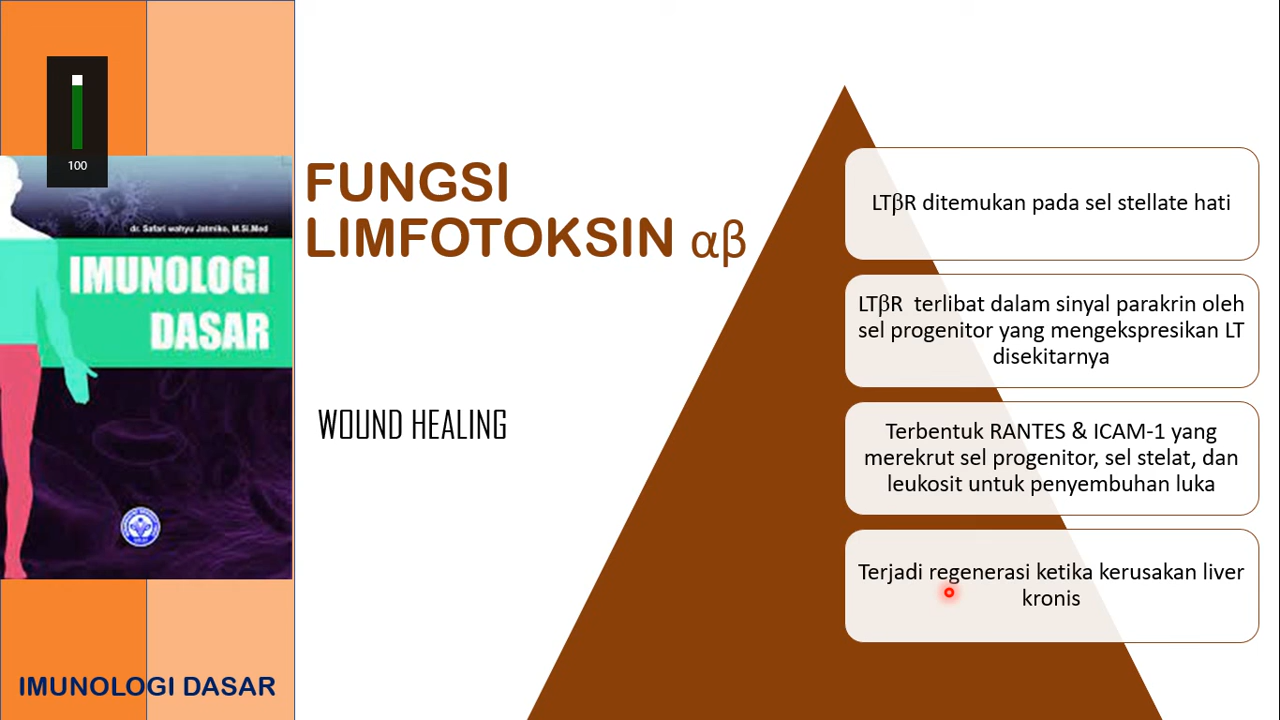 100
dr. Safari wahyu Jatmiko, M.Si.Med
IMUNOLOGI
DASAR
IMUNOLOGI DASAR
FUNGSI
LIMFOTOKSIN αβ
WOUND HEALING
LTβR ditemukan pada sel stellate hati
LTβR terlibat dalam sinyal parakrin oleh
sel progenitor yang mengekspresikan LT
disekitarnya
Terbentuk RANTES & ICAM-1 yang
merekrut sel progenitor, sel stelat, dan
leukosit untuk penyembuhan luka
Terjadi regenerasi ketika kerusakan liver
kronis